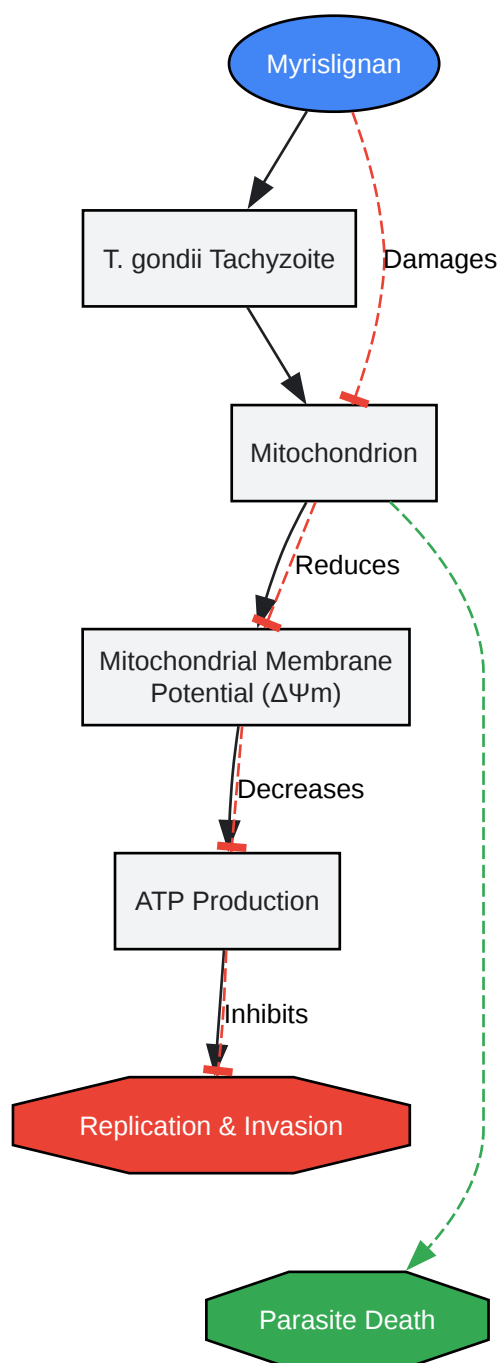 Myrislignan
T. gondii Tachyzoite
Damages
Mitochondrion
Reduces
Mitochondrial Membrane
Potential (ΔΨm)
Decreases
ATP Production
Inhibits
Replication & Invasion
Parasite Death